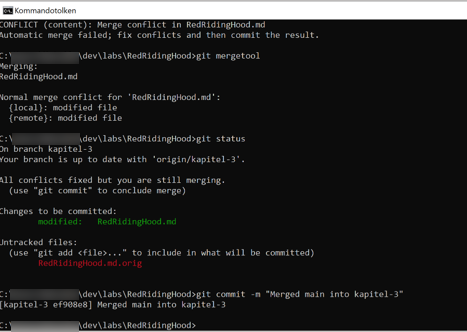 Kommandotolken
CONFLICT (content): Merge conflict in RedRidingHood.md
Automatic merge failed; fix conflicts and then commit the result.
C:\ \dev\labs\RedRidingHood>git mergetool
Merging:
RedRidingHood.md
Normal merge conflict for 'RedRidingHood.md':
{local}: modified file
{remote}: modified file
C:\ \dev\labs\RedRidingHood>git status
On branch kapitel-3
Your branch is up to date with 'origin/kapitel-3'.
All conflicts fixed but you are still merging.
(use "git commit" to conclude merge)
Changes to be committed:
modified: RedRidingHood.md
Untracked files:
(use "git add <file>..." to include in what will be committed)
RedRidingHood.md.orig
C:\ \dev\labs\RedRidingHood>git commit -m "Merged main into kapitel-3"
[kapitel-3 ef908e8] Merged main into kapitel-3
C:\ \dev\labs\RedRidingHood>